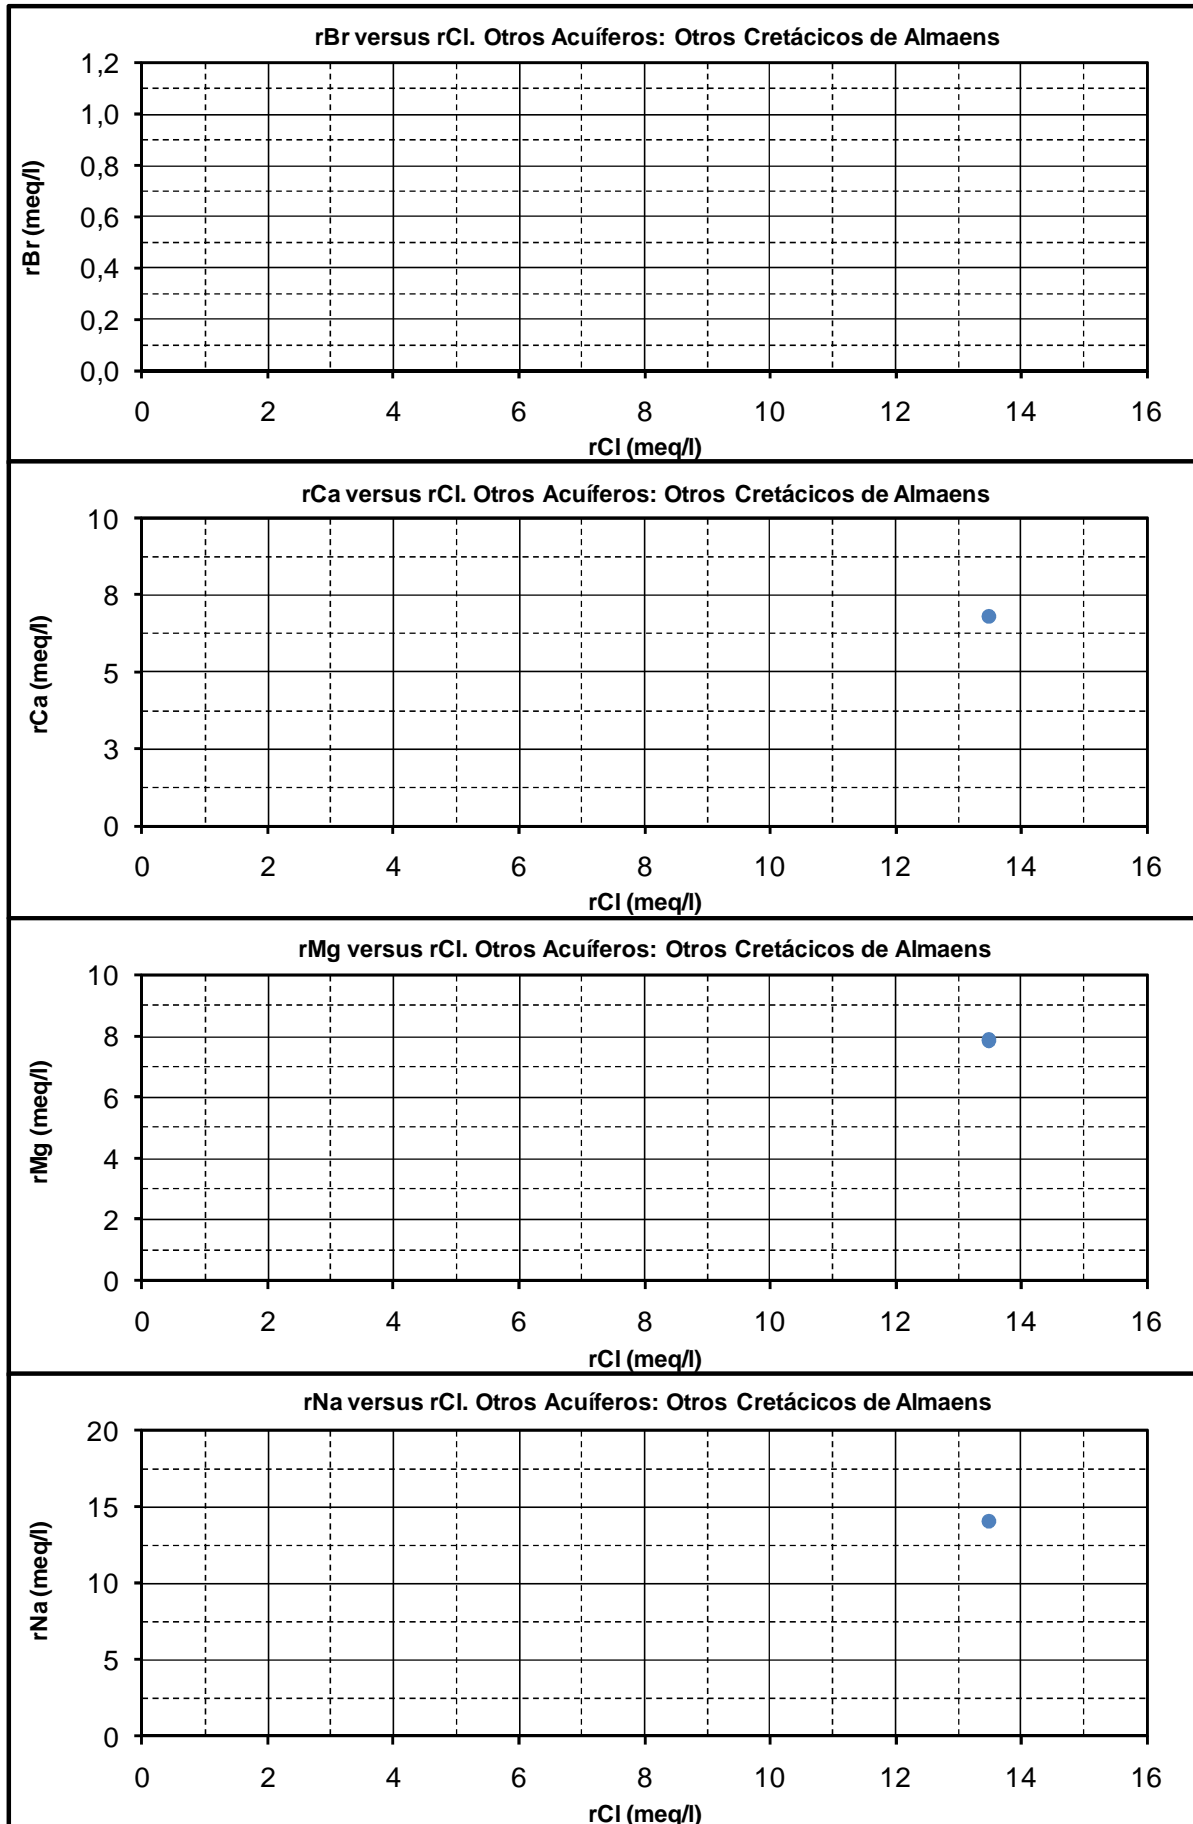 rBr versus rCl. Otros Acuíferos: Otros Cretácicos de Almaens
rBr (meq/l)
1,2
1,0
0,8
0,6
0,4
0,2
0,0
0 2 4 6 8 10 12 14 16
rCl (meq/l)
rCa versus rCl. Otros Acuíferos: Otros Cretácicos de Almaens
rCa (meq/l)
10
8
5
3
0
0 2 4 6 8 10 12 14 16
rCl (meq/l)
rMg versus rCl. Otros Acuíferos: Otros Cretácicos de Almaens
rMg (meq/l)
10
8
6
4
2
0
0 2 4 6 8 10 12 14 16
rCl (meq/l)
rNa versus rCl. Otros Acuíferos: Otros Cretácicos de Almaens
rNa (meq/l)
20
15
10
5
0
0 2 4 6 8 10 12 14 16
rCl (meq/l)